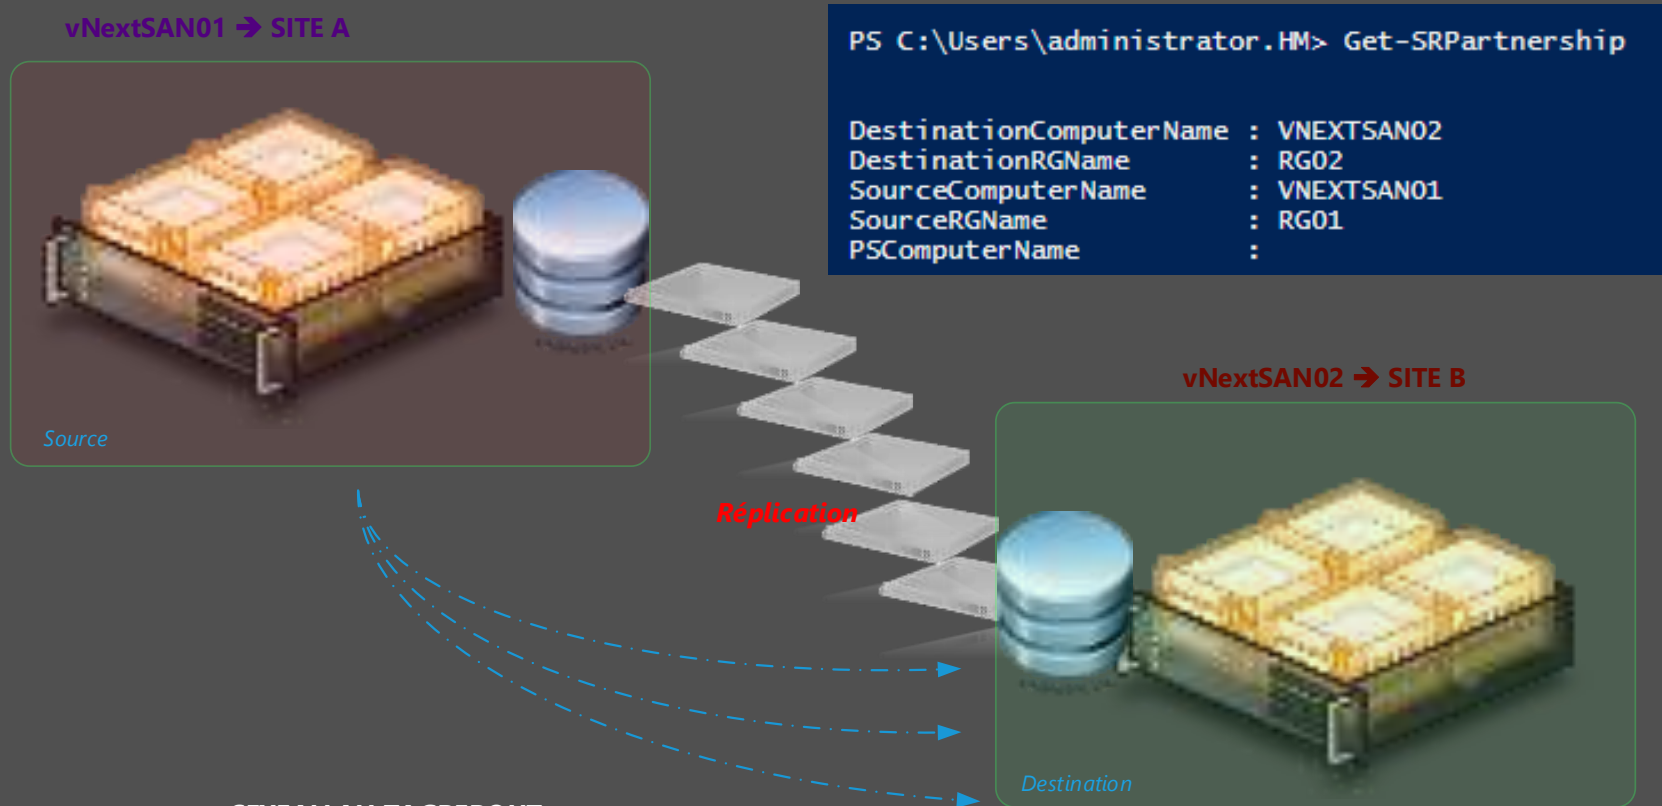 vNextSAN01 ➔ SITE A
PS C:\Users\administrator.HM> Get-SRPartnership
DestinationComputerName : VNEXTSAN02
DestinationRGName : RG02
SourceComputerName : VNEXTSAN01
SourceRGName : RG01
PSComputerName :
Source
vNextSAN02 ➔ SITE B
Réplication
Destination